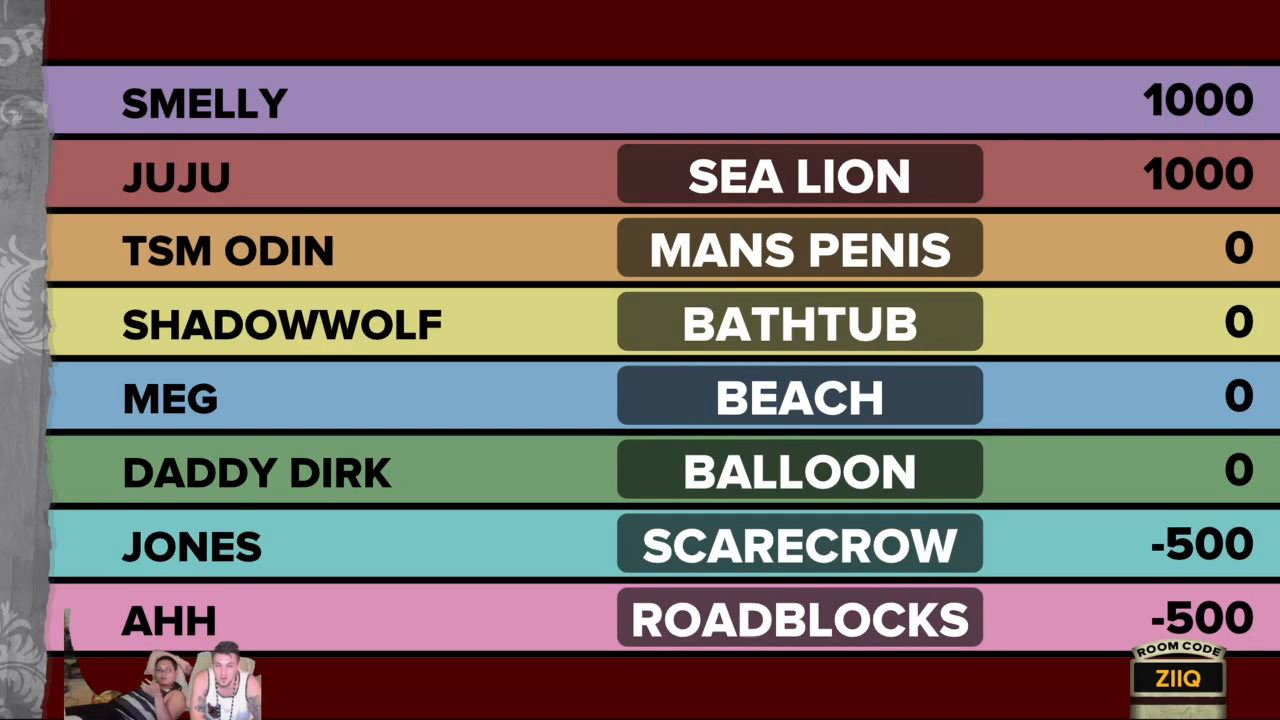 SMELLY 1000
JUJU SEA LION 1000
TSM ODIN MANS PENIS 0
SHADOWWOLF BATHTUB 0
MEG BEACH 0
DADDY DIRK BALLOON 0
JONES SCARECROW -500
AHH ROADBLOCKS -500
ROOM CODE
ZIIQ